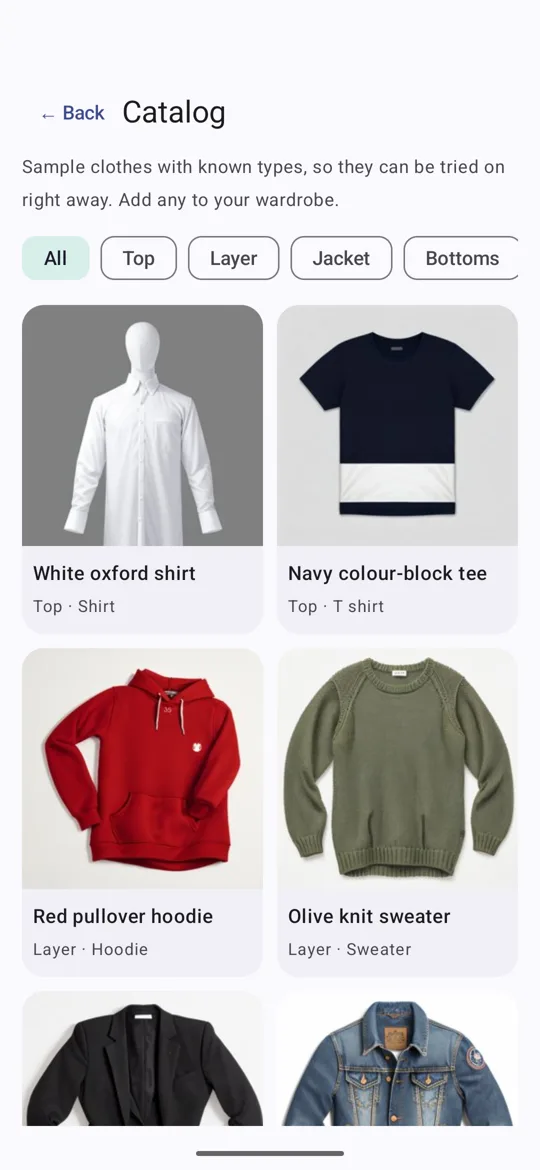 ← Back Catalog
Sample clothes with known types, so they can be tried on
right away. Add any to your wardrobe.
All Top Layer Jacket Bottoms
White oxford shirt Navy colour-block tee
Top · Shirt Top · T shirt
Red pullover hoodie Olive knit sweater
Layer · Hoodie Layer · Sweater